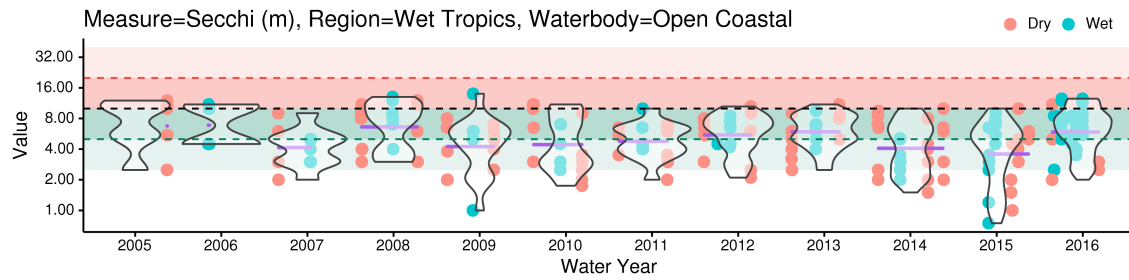 Measure=Secchi (m), Region=Wet Tropics, Waterbody=Open Coastal
Dry Wet
32.00
16.00
8.00
4.00
2.00
1.00
Value
2005 2006 2007 2008 2009 2010 2011 2012 2013 2014 2015 2016
Water Year